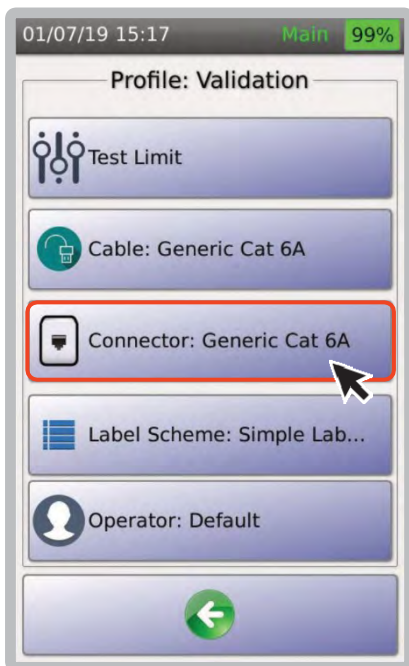 01/07/19 15:17 Main 99%
Profile: Validation
Test Limit
Cable: Generic Cat 6A
Connector: Generic Cat 6A
Label Scheme: Simple Lab...
Operator: Default